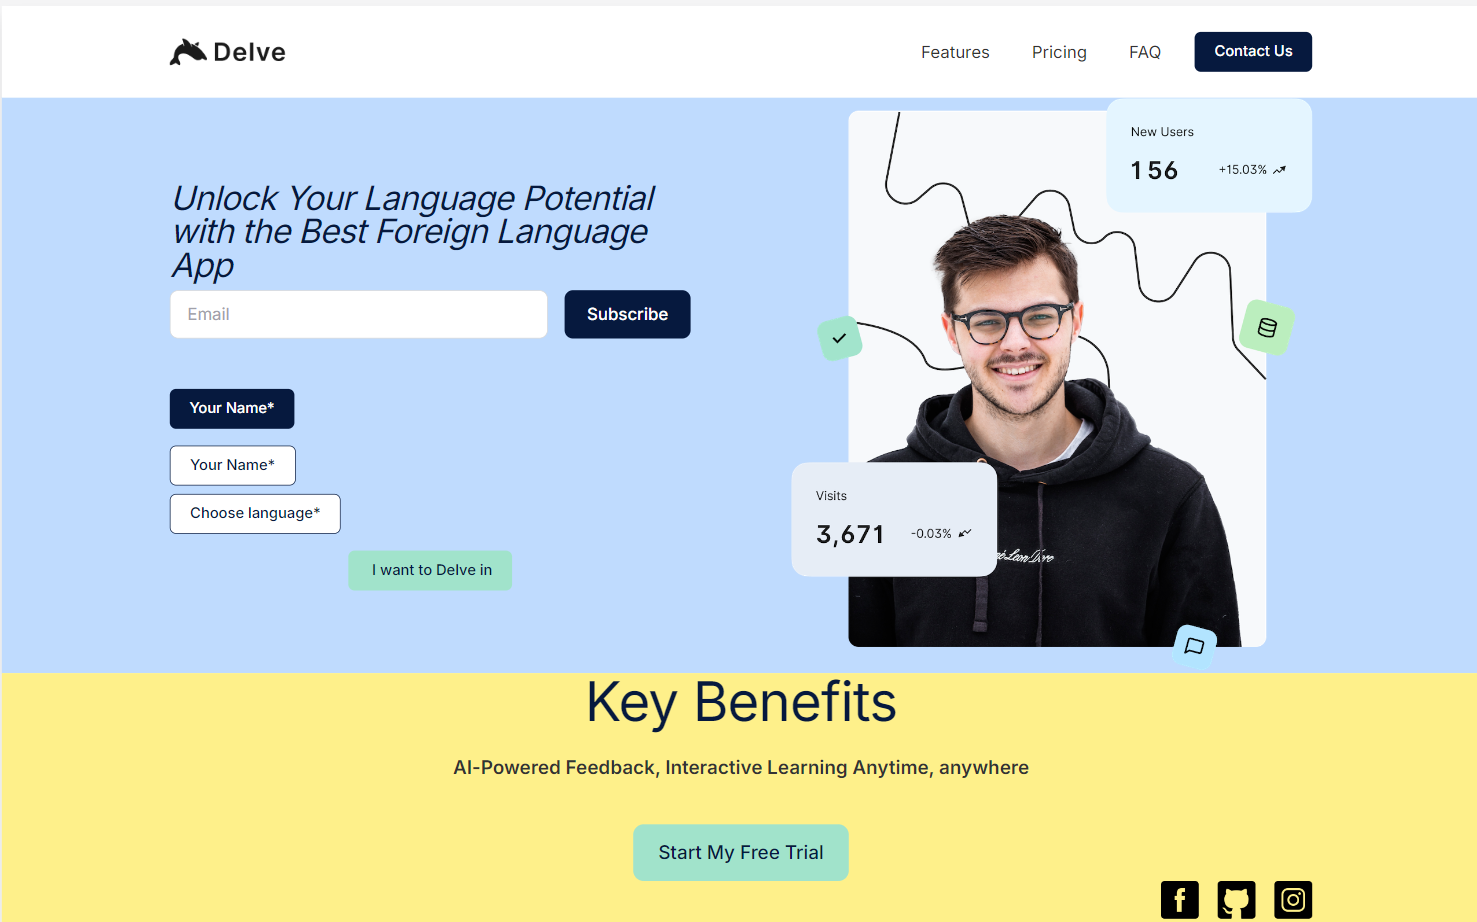 Delve
Features
Pricing
FAQ
Contact Us
Unlock Your Language Potential
with the Best Foreign Language
App
Email
Subscribe
Your Name*
Your Name*
Choose language*
I want to Delve in
New Users
156
+15.03%
Visits
3,671
-0.03%
Leon Dore
Key Benefits
AI-Powered Feedback, Interactive Learning Anytime, anywhere
Start My Free Trial